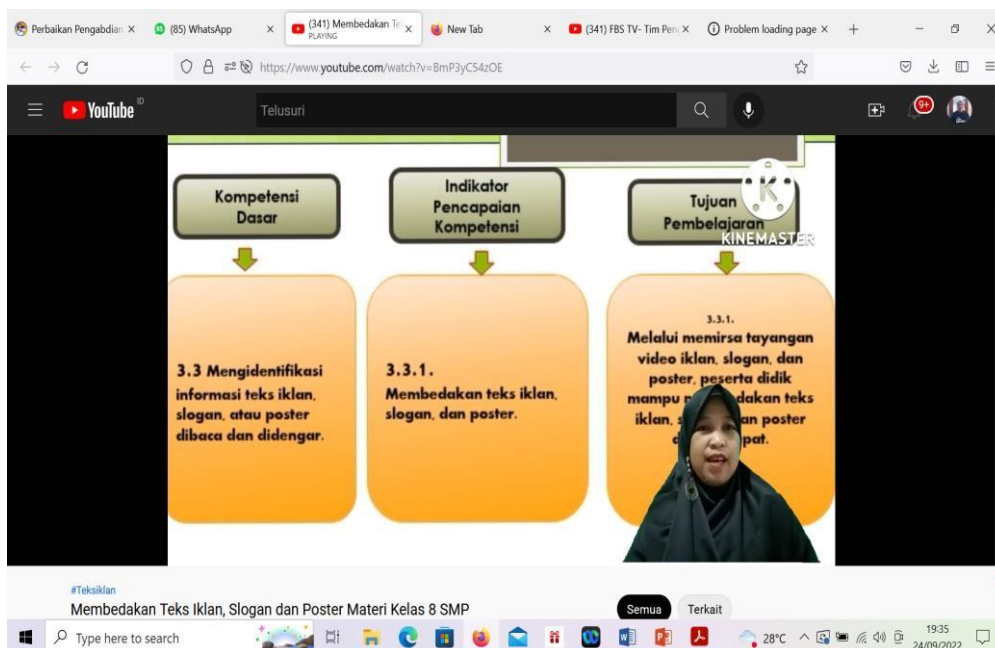 Perbaikan Pengabdian
(85) WhatsApp
(341) Membedakan Te
PLAYING
New Tab
(341) FBS TV- Tim Pen
Problem loading page
https://www.youtube.com/watch?v=BmP3yC54zOE
YouTube ID
Telusuri
9+
Kompetensi
Dasar
Indikator
Pencapaian
Kompetensi
Tujuan
Pembelajaran
KINEMASTER
3.3 Mengidentifikasi
informasi teks iklan,
slogan, atau poster
dibaca dan didengar.
3.3.1.
Membedakan teks iklan,
slogan, dan poster.
3.3.1.
Melalui memirsa tayangan
video iklan, slogan, dan
poster, peserta didik
mampu dakan teks
iklan, an poster
pat.
#Teksiklan
Membedakan Teks Iklan, Slogan dan Poster Materi Kelas 8 SMP
Semua
Terkait
Type here to search
28°C
19:35
24/09/2022